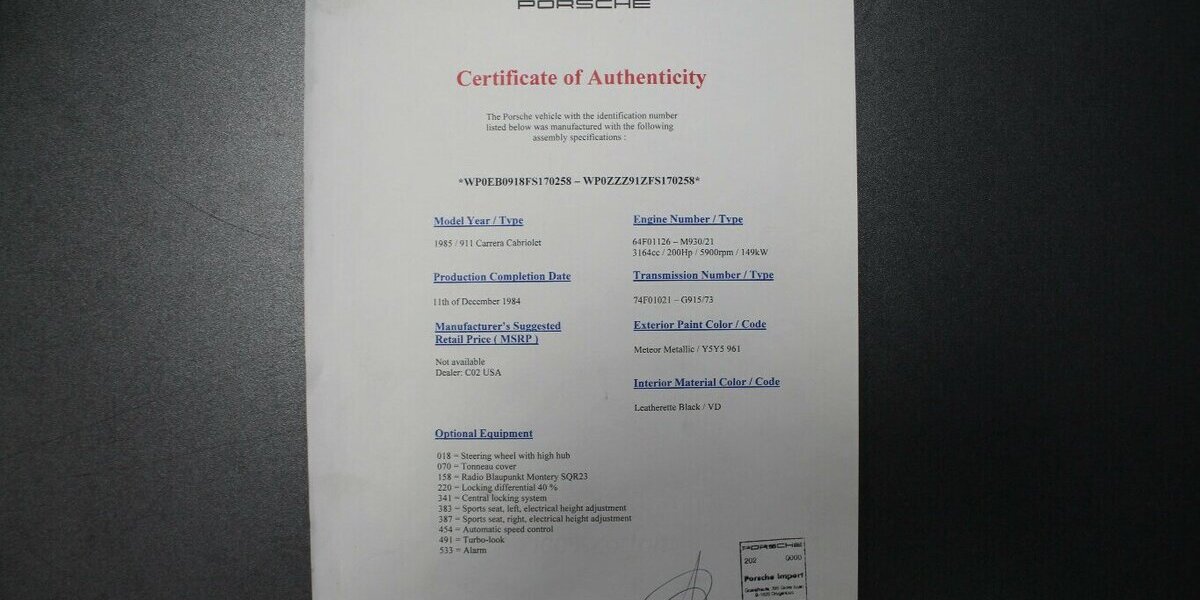 PORSCHE
Certificate of Authenticity
The Porsche vehicle with the identification number
listed below was manufactured with the following
assembly specifications :
*WP0EB0918FS170258 – WP0ZZZ91ZFS170258*
Model Year / Type
1985 / 911 Carrera Cabriolet
Production Completion Date
11th of December 1984
Manufacturer's Suggested
Retail Price ( MSRP )
Not available
Dealer: C02 USA
Engine Number / Type
64F01126 – M930/21
3164cc / 200Hp / 5900rpm / 149kW
Transmission Number / Type
74F01021 – G915/73
Exterior Paint Color / Code
Meteor Metallic / Y5Y5 961
Interior Material Color / Code
Leatherette Black / VD
Optional Equipment
018 = Steering wheel with high hub
070 = Tonneau cover
158 = Radio Blaupunkt Montery SQR23
220 = Locking differential 40 %
341 = Central locking system
383 = Sports seat, left, electrical height adjustment
387 = Sports seat, right, electrical height adjustment
454 = Automatic speed control
491 = Turbo-look
533 = Alarm
PORSCHE
202 0000
Porsche Import